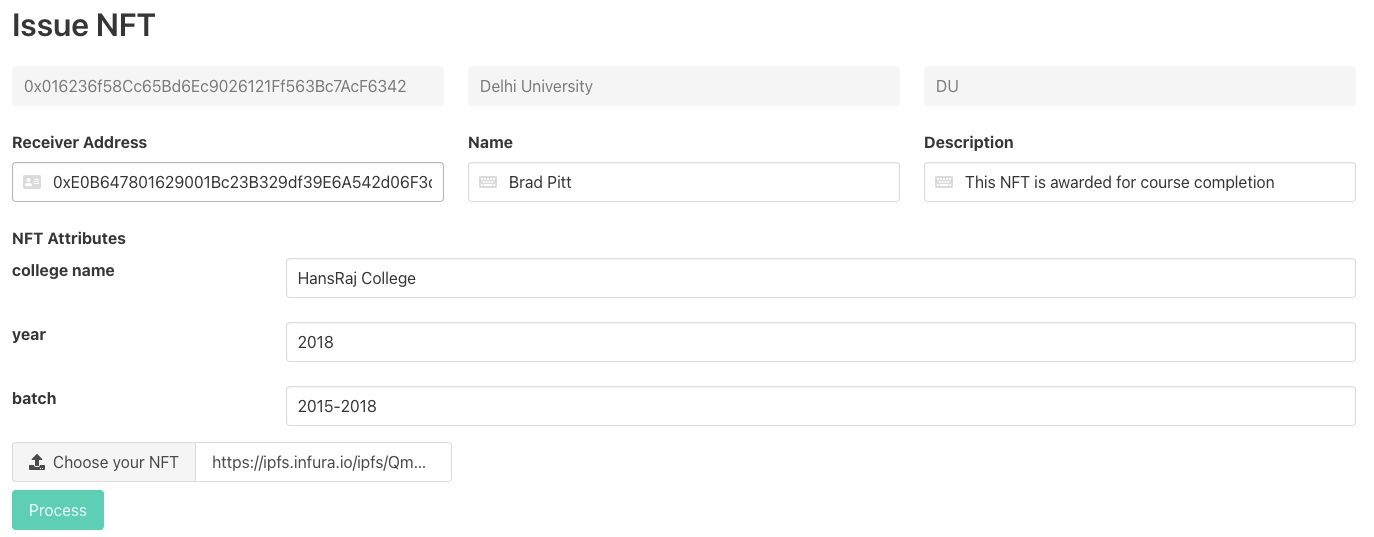 Issue NFT
0x016236f58Cc65Bd6Ec9026121Ff563Bc7AcF6342 Delhi University DU
Receiver Address Name Description
0xE0B647801629001Bc23B329df39E6A542d06F3 Brad Pitt This NFT is awarded for course completion
NFT Attributes
college name HansRaj College
year 2018
batch 2015-2018
Choose your NFT https://ipfs.infura.io/ipfs/Qm...
Process